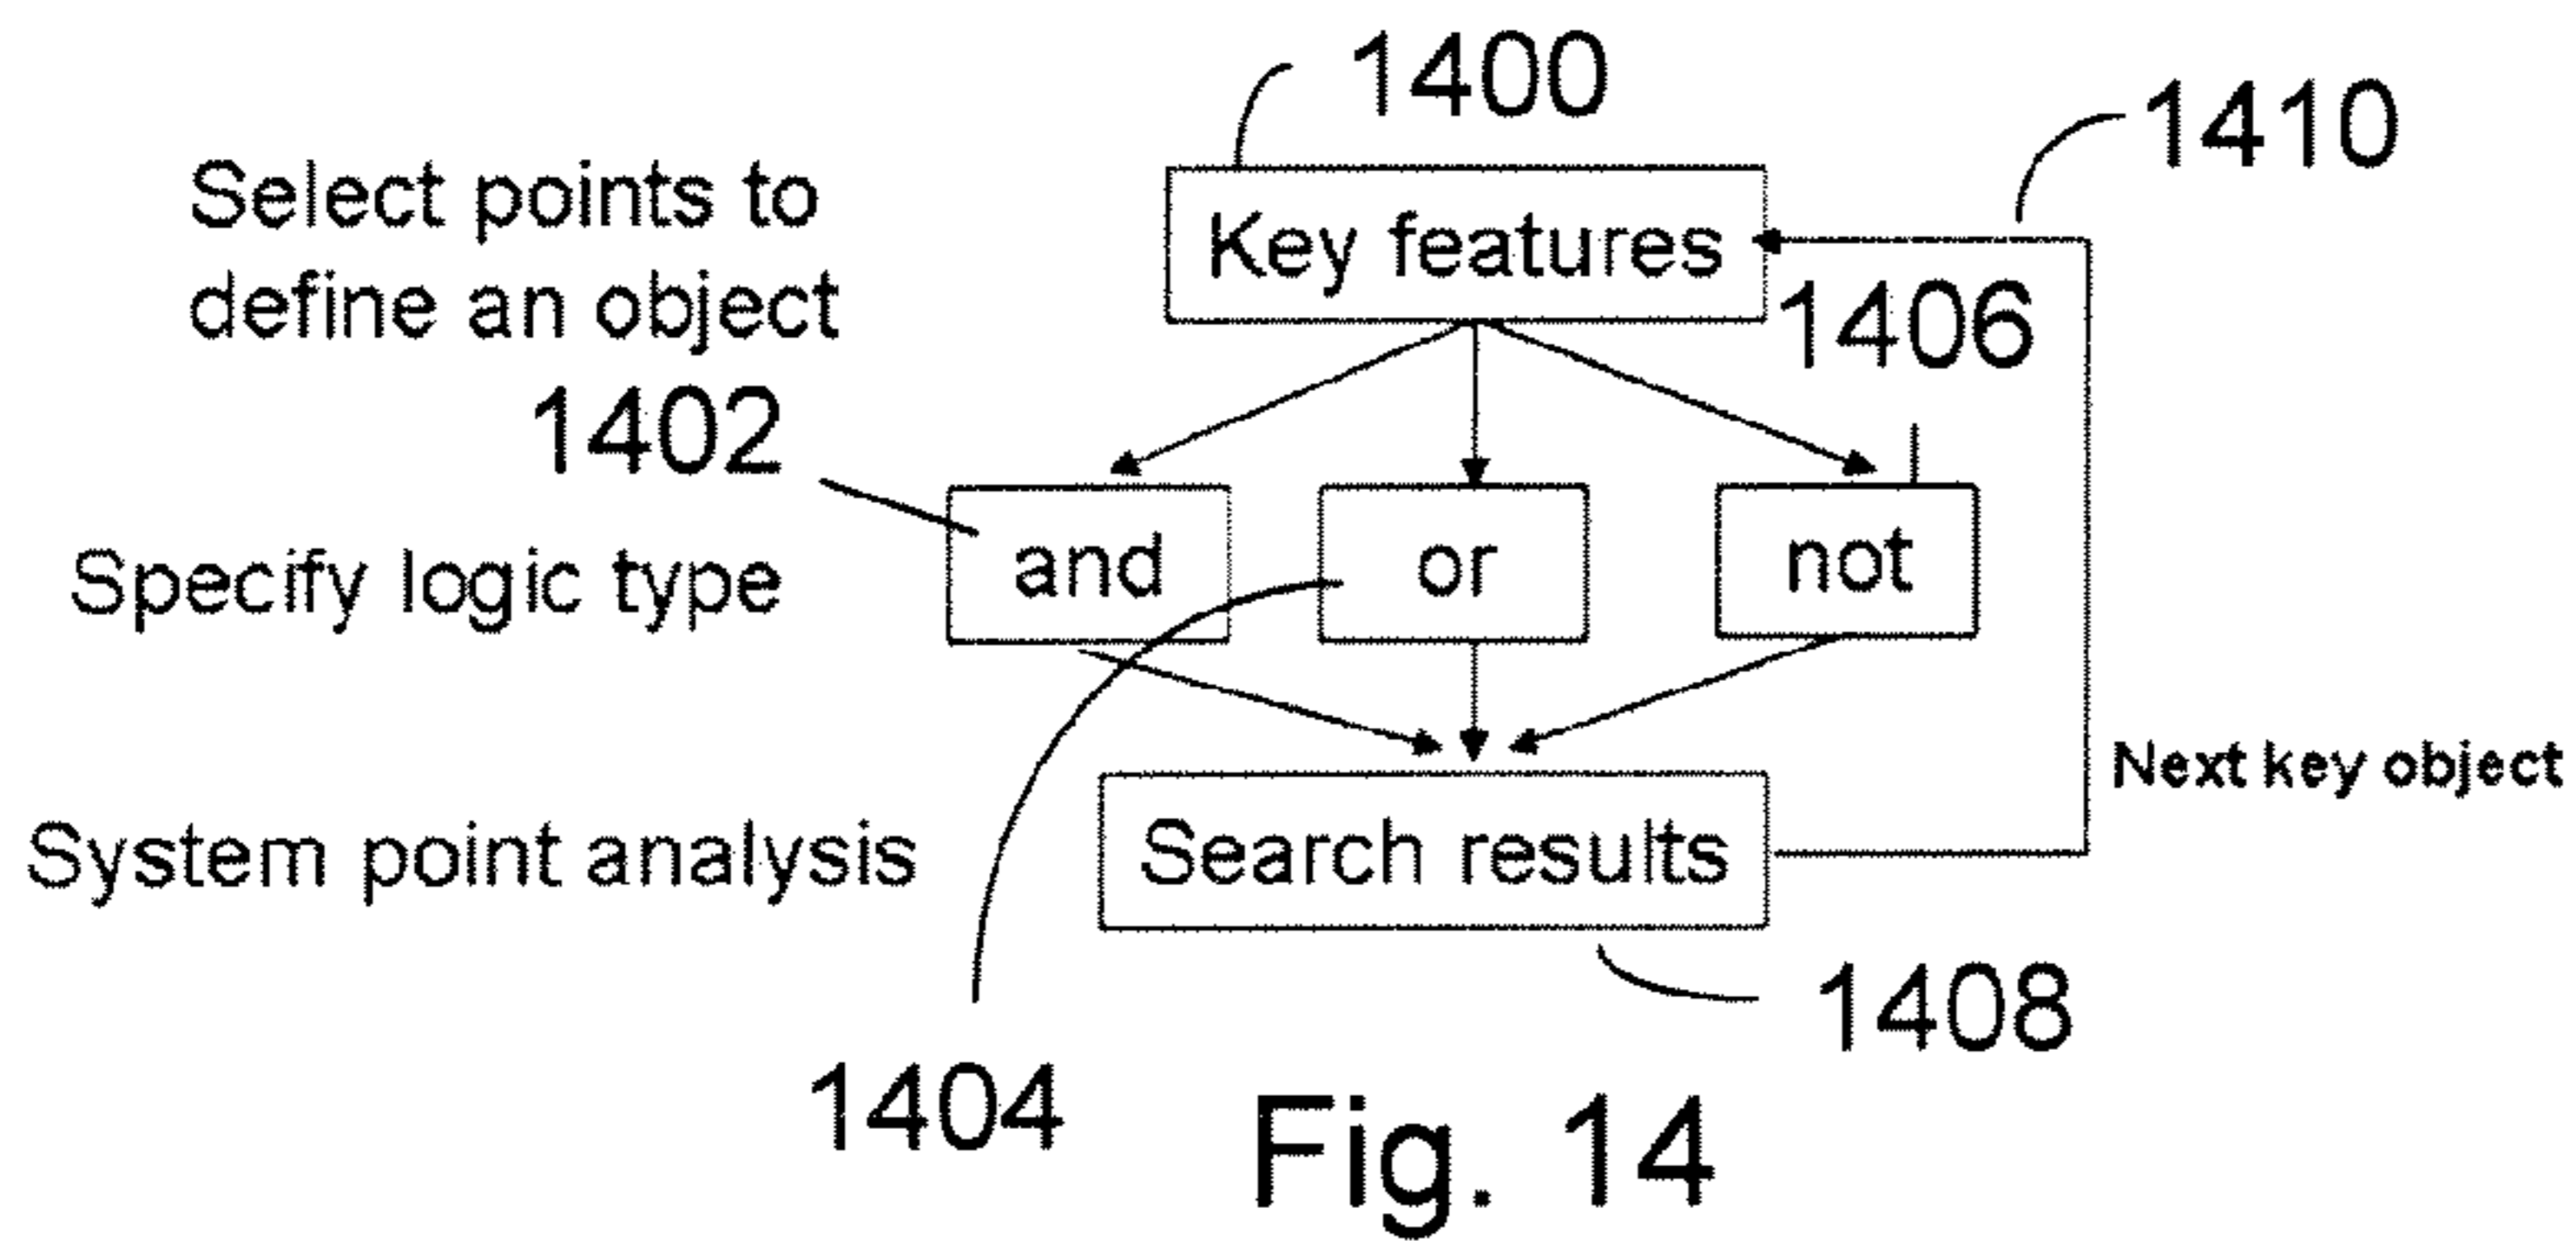 1400
1410
Select points to
define an object
Key features
1406
1402
Specify logic type
and
or
not
Next key object
System point analysis
Search results
1408
1404
Fig. 14